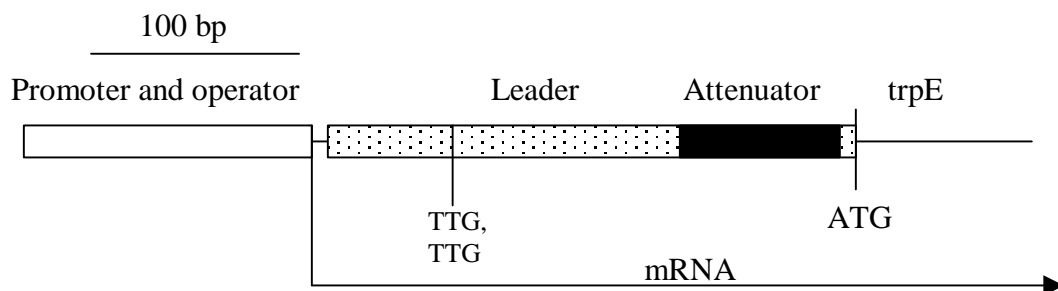 100 bp
Promoter and operator
Leader
Attenuator
trpE
TTG,
TTG
ATG
mRNA